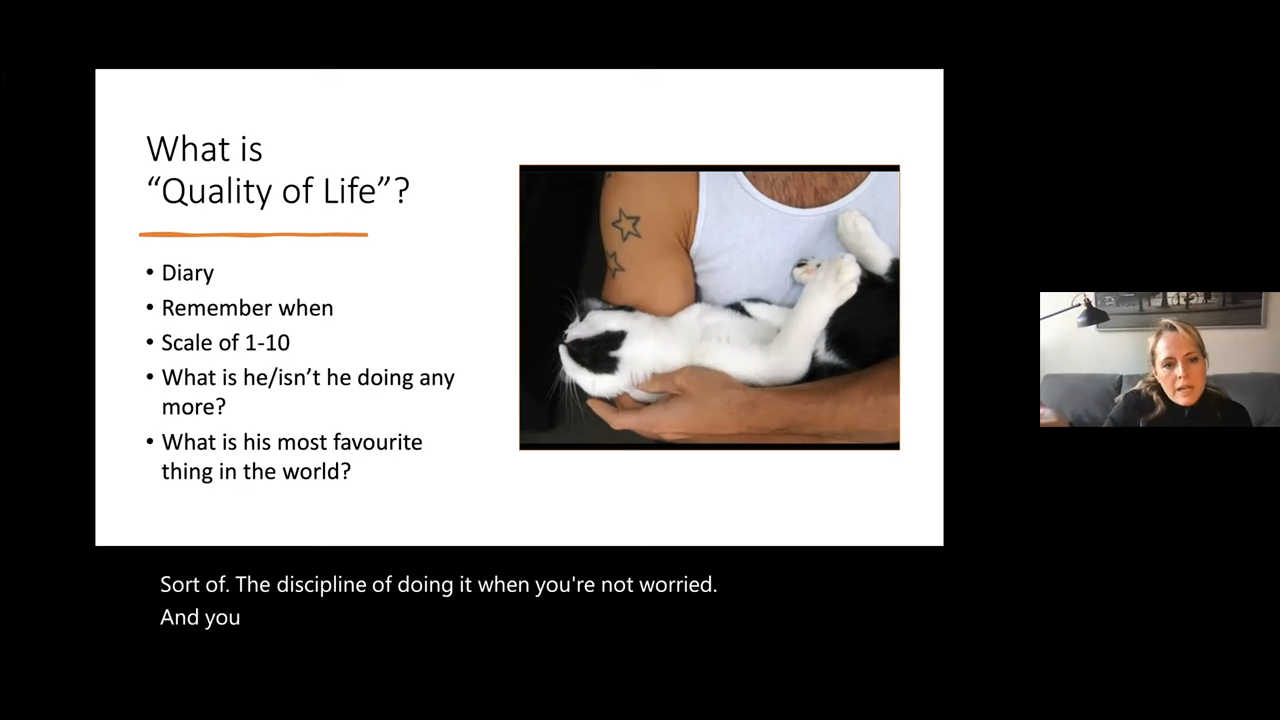 What is
“Quality of Life”?
• Diary
• Remember when
• Scale of 1-10
• What is he/isn’t he doing any
more?
• What is his most favourite
thing in the world?
Sort of. The discipline of doing it when you're not worried.
And you